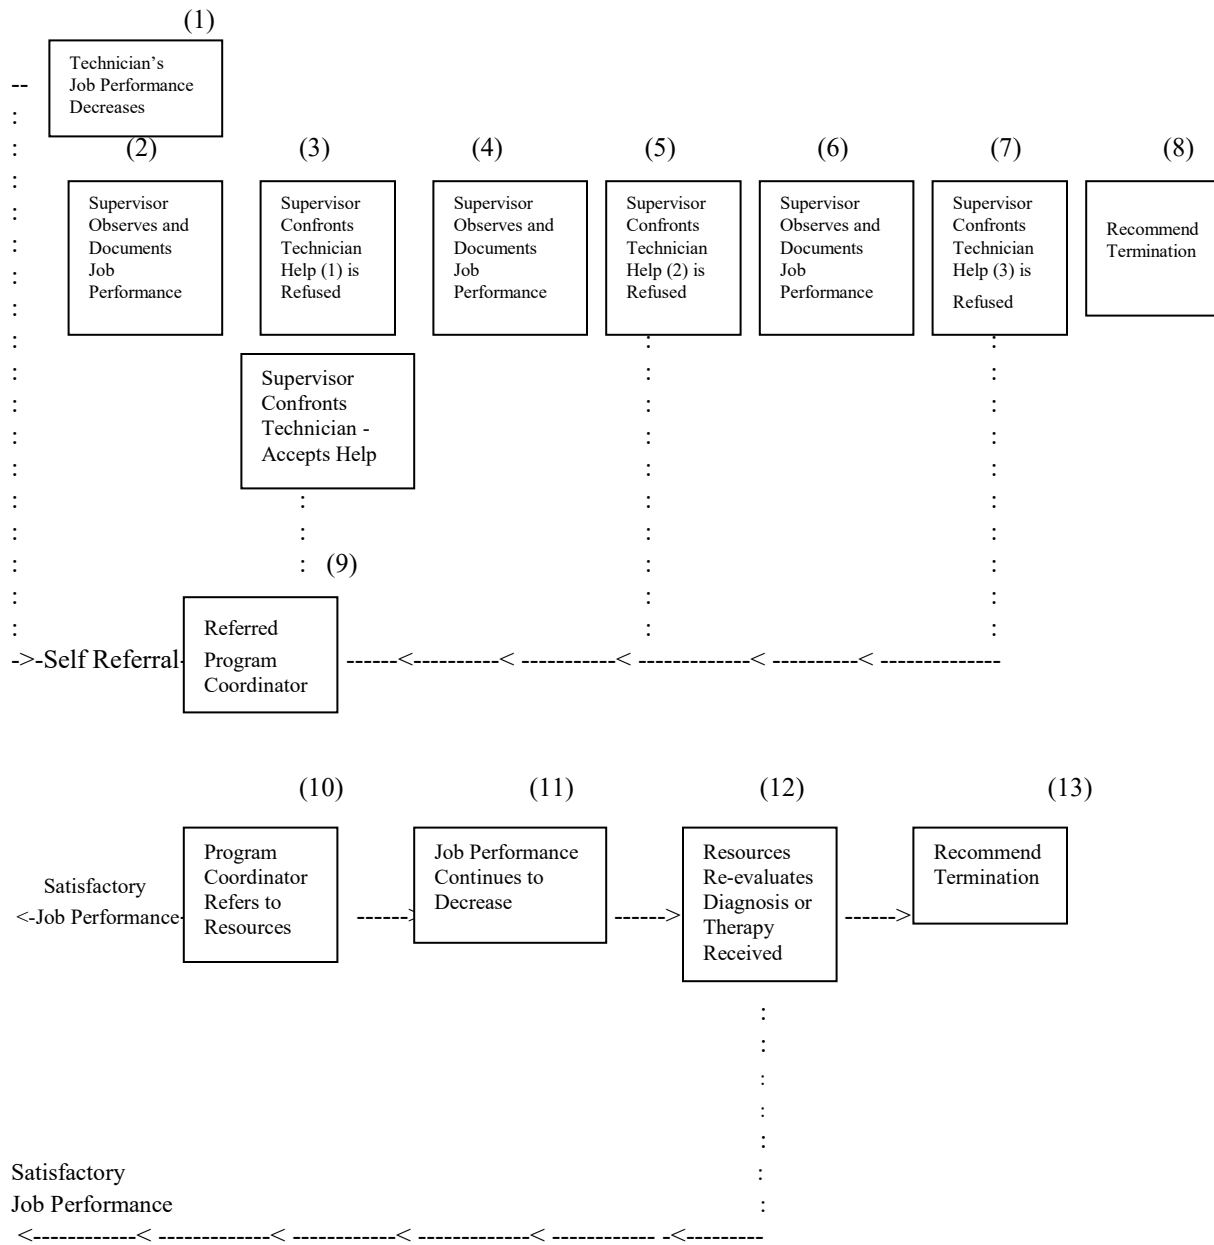 (1)
Technician's
Job Performance
Decreases
(2) (3) (4) (5) (6) (7) (8)
Supervisor
Observes and
Documents
Job
Performance
Supervisor
Confronts
Technician
Help (1) is
Refused
Supervisor
Observes and
Documents
Job
Performance
Supervisor
Confronts
Technician
Help (2) is
Refused
Supervisor
Observes and
Documents
Job
Performance
Supervisor
Confronts
Technician
Help (3) is
Refused
Recommend
Termination
Supervisor
Confronts
Technician -
Accepts Help
(9)
->-Self Referral-
Referred
Program
Coordinator
------<----------< -----------< --------------< ----------< --------------
(10) (11) (12) (13)
Satisfactory
<-Job Performance-
Program
Coordinator
Refers to
Resources
------>
Job Performance
Continues to
Decrease
------>
Resources
Re-evaluates
Diagnosis or
Therapy
Received
------>
Recommend
Termination
Satisfactory
Job Performance
<------------< ------------< ------------< ------------< ------------ -<---------